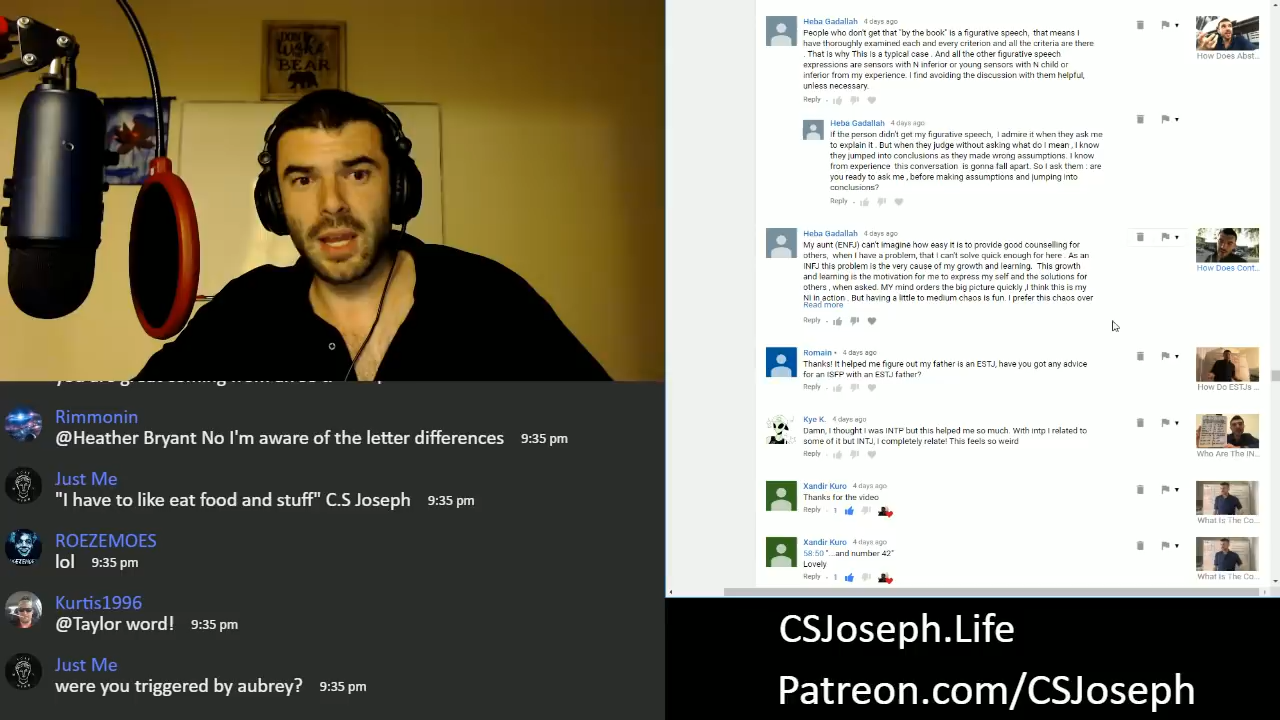 DON'T
WOKE
BEAR
Rimmonin
@Heather Bryant No I'm aware of the letter differences 9:35 pm
Just Me
"I have to like eat food and stuff" C.S Joseph 9:35 pm
ROEZEMOES
lol 9:35 pm
Kurtis1996
@Taylor word! 9:35 pm
Just Me
were you triggered by aubrey? 9:35 pm
Heba Gadallah 4 days ago
People who don't get that "by the book" is a figurative speech, that means I
have thoroughly examined each and every criterion and all the criteria are there
. That is why This is a typical case . And all the other figurative speech
expressions are sensors with N inferior or young sensors with N child or
inferior from my experience. I find avoiding the discussion with them helpful,
unless necessary.
Reply
How Does Abst...
Heba Gadallah 4 days ago
If the person didn't get my figurative speech, I admire it when they ask me
to explain it . But when they judge without asking what do I mean , I know
they jumped into conclusions as they made wrong assumptions. I know
from experience this conversation is gonna fall apart. So I ask them : are
you ready to ask me , before making assumptions and jumping into
conclusions?
Reply
Heba Gadallah 4 days ago
My aunt (ENFJ) can't imagine how easy it is to provide good counselling for
others, when I have a problem, that I can't solve quick enough for here . As an
INFJ this problem is the very cause of my growth and learning. This growth
and learning is the motivation for me to express my self and the solutions for
others , when asked. MY mind orders the big picture quickly ,I think this is my
Ni in action . But having a little to medium chaos is fun. I prefer this chaos over
Read more
Reply
How Does Cont...
Romain • 4 days ago
Thanks! It helped me figure out my father is an ESTJ, have you got any advice
for an ISFP with an ESTJ father?
Reply
How Do ESTJs ...
Kye K. 4 days ago
Damn, I thought I was INTP but this helped me so much. With intp I related to
some of it but INTJ, I completely relate! This feels so weird
Reply
Who Are The IN...
Xandir Kuro 4 days ago
Thanks for the video
Reply 1
What Is The Co...
Xandir Kuro 4 days ago
58:50 "...and number 42"
Lovely
Reply 1
What Is The Co...
CSJoseph.Life
Patreon.com/CSJoseph